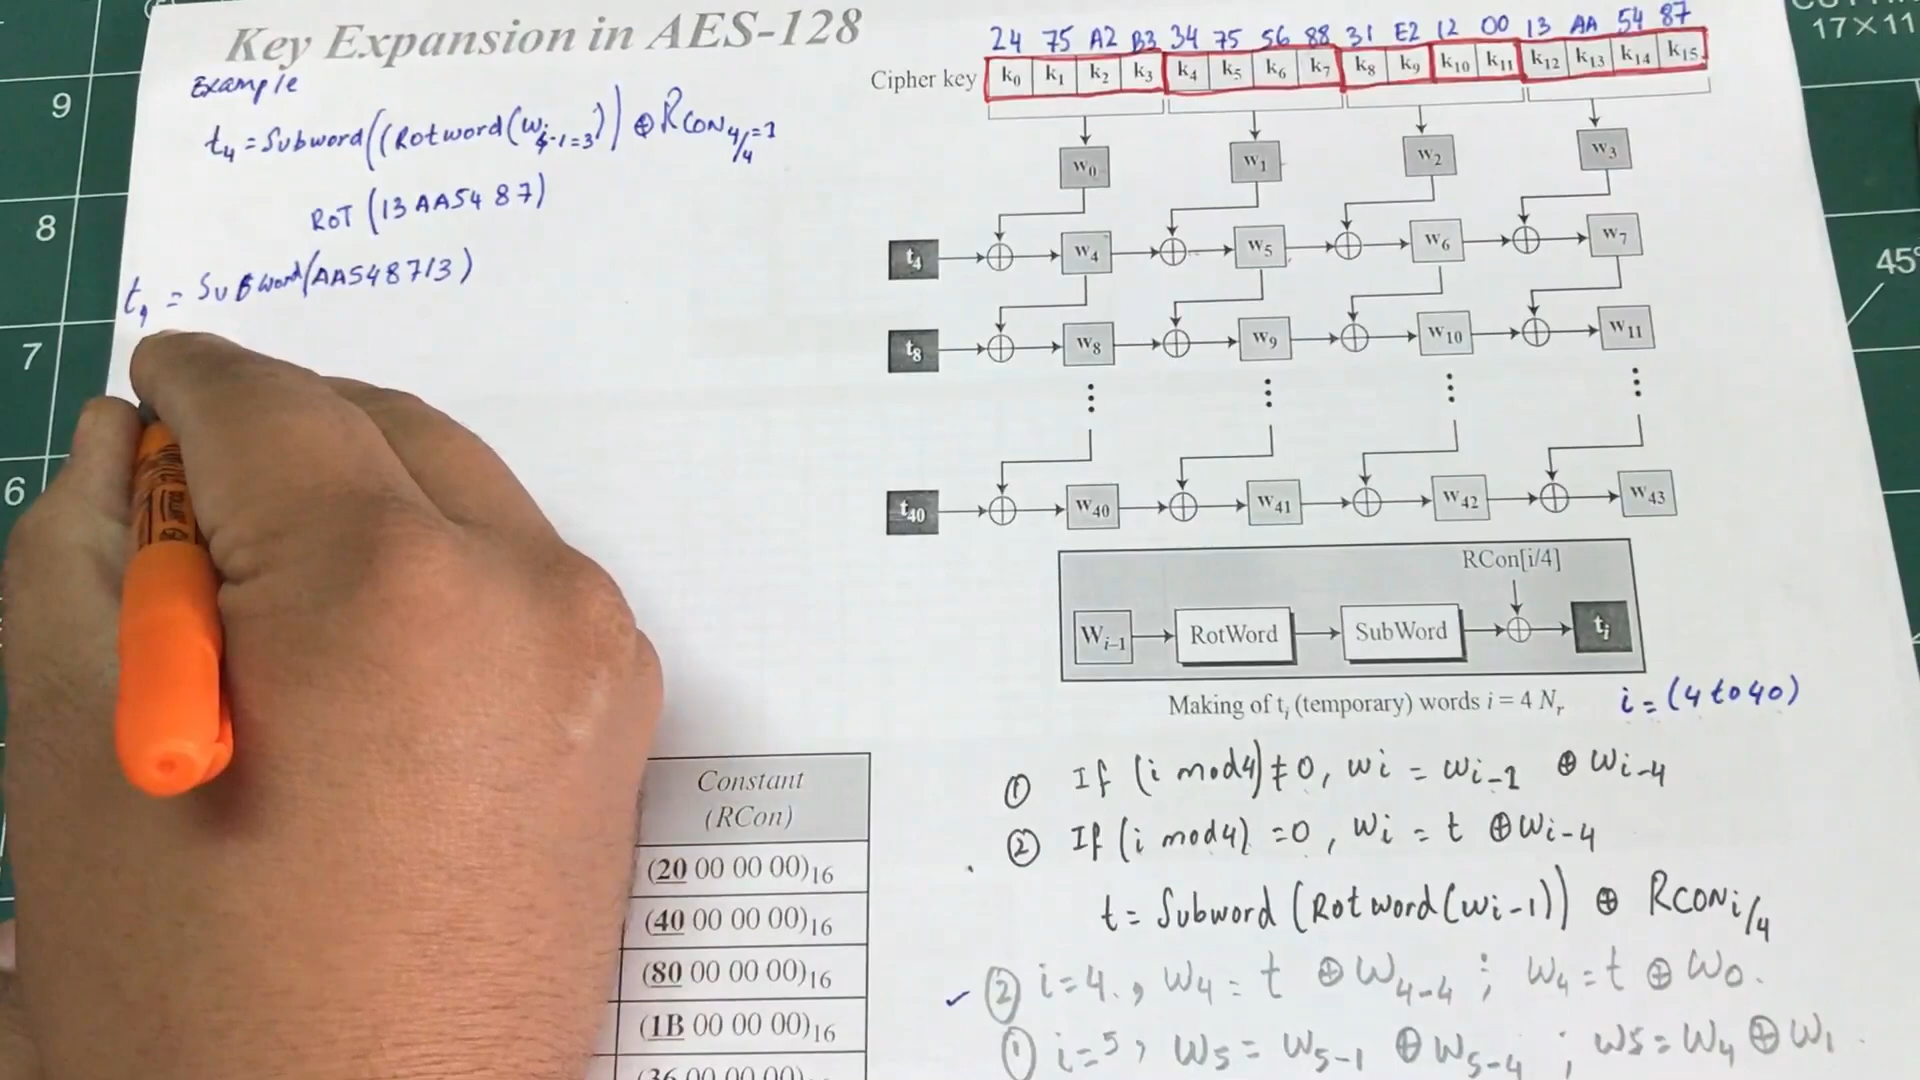 Key Expansion in AES-128
Example
t4 = Subword((Rotword(Wi-1=3)) ⊕ RCON4/4=1
ROT (13 AA54 87)
t, = SuBword(AA548713)
24 75 A2 B3 34 75 56 88 31 E2 12 00 13 AA 54 87
Cipher key k0 k1 k2 k3 k4 k5 k6 k7 k8 k9 k10 k11 k12 k13 k14 k15
w0 w1 w2 w3
t4 w4 w5 w6 w7
t8 w8 w9 w10 w11
t40 w40 w41 w42 w43
RCon[i/4]
Wi-1 RotWord SubWord ti
Making of ti (temporary) words i = 4 Nr
i = (4 to 40)
① If (i mod4) ≠ 0, wi = wi-1 ⊕ wi-4
② If (i mod4) = 0, wi = t ⊕ wi-4
t = Subword (Rotword(wi-1)) ⊕ RCONi/4
✓ ② i=4., W4 = t ⊕ W4-4 ; W4 = t ⊕ W0.
① i=5, W5 = W5-1 ⊕ W5-4 ; W5 = W4 ⊕ W1
Constant
(RCon)
(20 00 00 00)16
(40 00 00 00)16
(80 00 00 00)16
(1B 00 00 00)16
(36 00 00 00)
9
8
7
6
17 X 11
45°